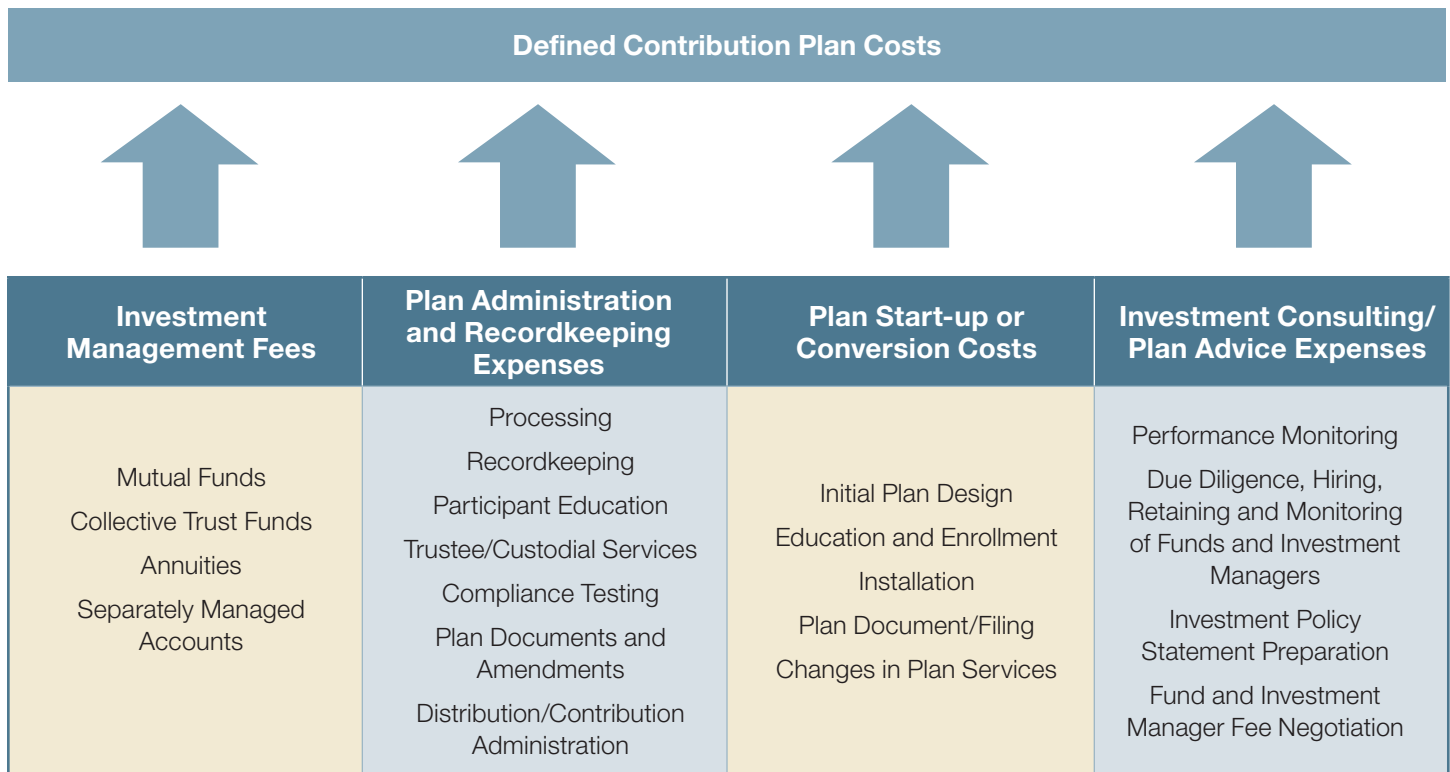 Defined Contribution Plan Costs
Investment
Management Fees
Mutual Funds
Collective Trust Funds
Annuities
Separately Managed
Accounts
Plan Administration
and Recordkeeping
Expenses
Processing
Recordkeeping
Participant Education
Trustee/Custodial Services
Compliance Testing
Plan Documents and
Amendments
Distribution/Contribution
Administration
Plan Start-up or
Conversion Costs
Initial Plan Design
Education and Enrollment
Installation
Plan Document/Filing
Changes in Plan Services
Investment Consulting/
Plan Advice Expenses
Performance Monitoring
Due Diligence, Hiring,
Retaining and Monitoring
of Funds and Investment
Managers
Investment Policy
Statement Preparation
Fund and Investment
Manager Fee Negotiation